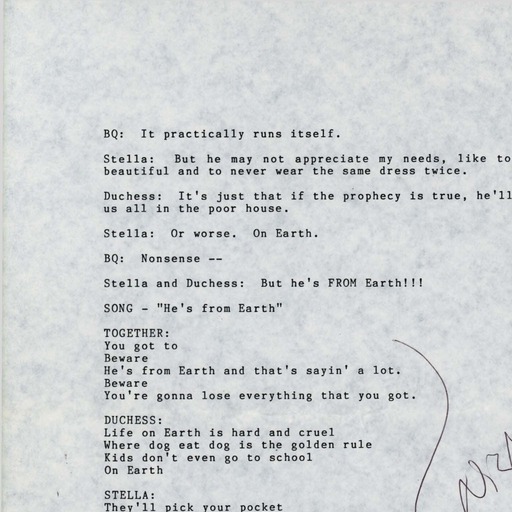 BQ:  It practically runs itself.
Stella:  But he may not appreciate my needs, like to
beautiful and to never wear the same dress twice.
Duchess:  It's just that if the prophecy is true, he'll
us all in the poor house.
Stella:  Or worse.  On Earth.
BQ:  Nonsense --
Stella and Duchess:  But he's FROM Earth!!!
SONG - "He's from Earth"
TOGETHER:
You got to
Beware
He's from Earth and that's sayin' a lot.
Beware
You're gonna lose everything that you got.
DUCHESS:
Life on Earth is hard and cruel
Where dog eat dog is the golden rule
Kids don't even go to school
On Earth
STELLA:
They'll pick your pocket